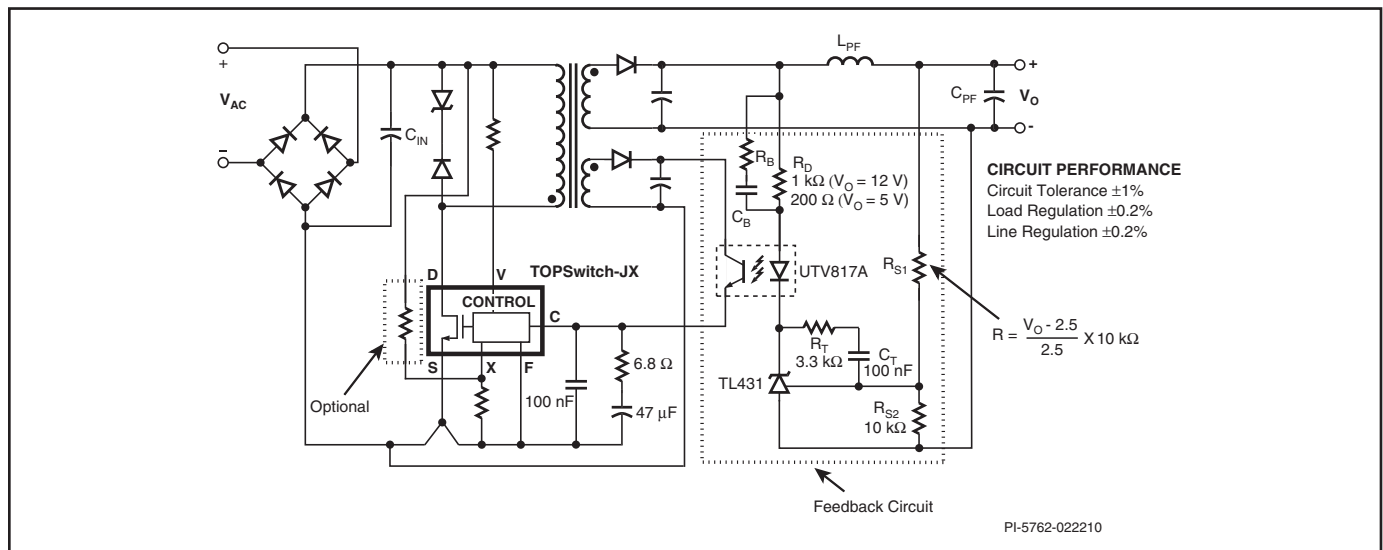 L_PF
+
V_AC
−
C_IN
C_PF
+
V_O
-
R_B
C_B
R_D
1 kΩ (V_O = 12 V)
200 Ω (V_O = 5 V)
CIRCUIT PERFORMANCE
Circuit Tolerance ±1%
Load Regulation ±0.2%
Line Regulation ±0.2%
UTV817A
R_S1
R = (V_O - 2.5) / 2.5 X 10 kΩ
D
V
TOPSwitch-JX
CONTROL
C
S
X
F
Optional
100 nF
6.8 Ω
47 μF
R_T
3.3 kΩ
C_T
100 nF
TL431
R_S2
10 kΩ
Feedback Circuit
PI-5762-022210